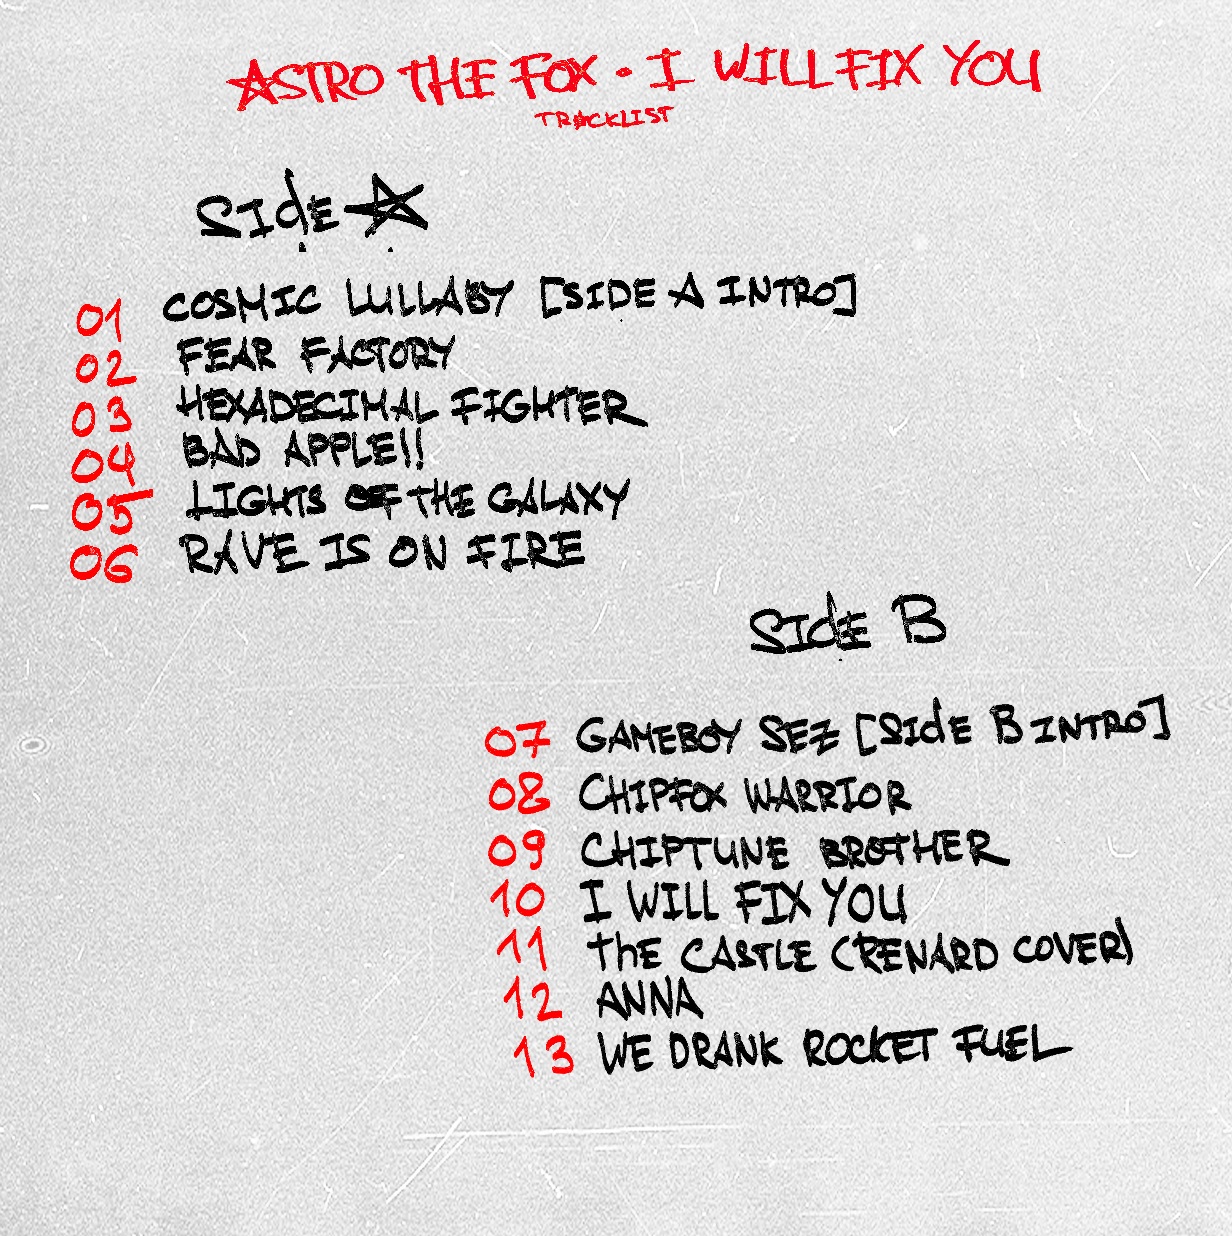 ASTRO THE FOX • I WILL FIX YOU
TRACKLIST
SIdE A
01 COSMIC LULLABY [SIDE A INTRO]
02 FEAR FACTORY
03 HEXADECIMAL FIGHTER
04 BAD APPLE!!
05 LIGHTS OF THE GALAXY
06 RAVE IS ON FIRE
SIdE B
07 GAMEBOY SEZ [SIdE B INTRO]
08 CHIPFOX WARRIOR
09 CHIPTUNE BROTHER
10 I WILL FIX YOU
11 thE CASTLE (RENARD COVER)
12 ANNA
13 WE DRANK ROCKET FUEL